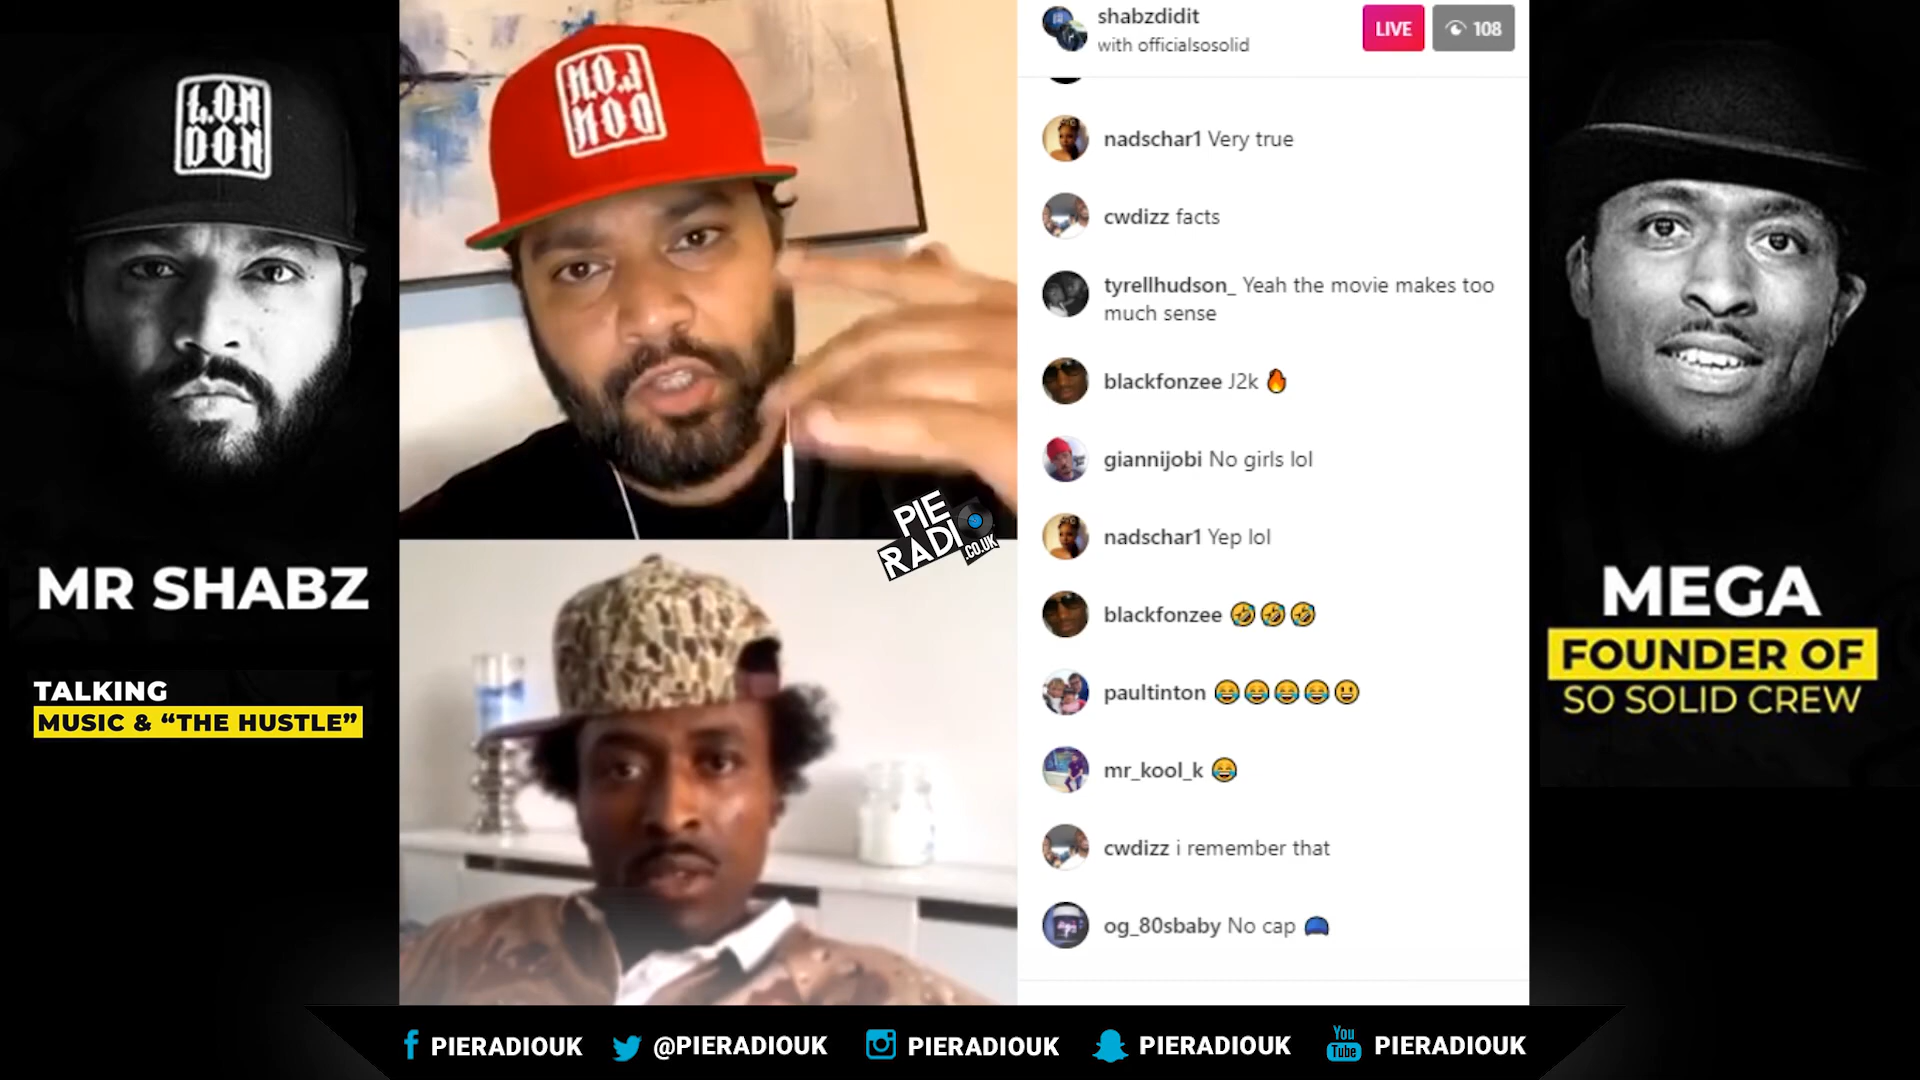 LON
DON
MR SHABZ
TALKING
MUSIC & “THE HUSTLE”
LON
DON
PIE
RADIO
.CO.UK
shabzdidit
with officialsosolid
LIVE
108
nadschar1 Very true
cwdizz facts
tyrellhudson_ Yeah the movie makes too
much sense
blackfonzee J2k 🔥
giannijobi No girls lol
nadschar1 Yep lol
blackfonzee 🤣🤣🤣
paultinton 😂😂😂😂😃
mr_kool_k 😂
cwdizz i remember that
og_80sbaby No cap 🧢
MEGA
FOUNDER OF
SO SOLID CREW
PIERADIOUK
@PIERADIOUK
PIERADIOUK
PIERADIOUK
You
Tube
PIERADIOUK